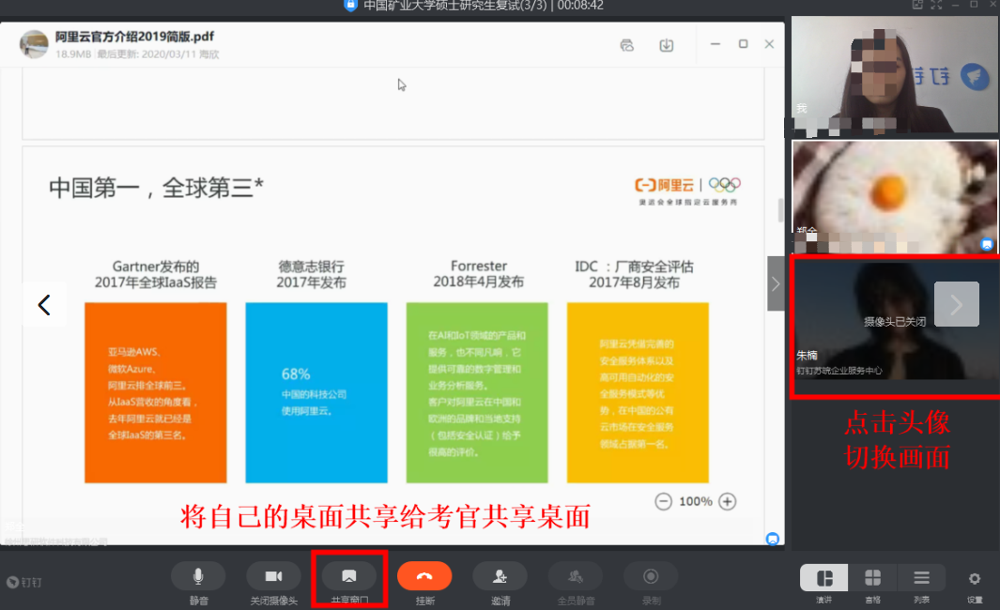 中国矿业大学硕士研究生复试(3/3) | 00:08:42
阿里云官方介绍2019简版.pdf
18.9MB | 最后更新: 2020/03/11 海欣
我
中国第一，全球第三*
阿里云
奥运会全球指定云服务商
Gartner发布的
2017年全球IaaS报告
德意志银行
2017年发布
Forrester
2018年4月发布
IDC ：厂商安全评估
2017年8月发布
亚马逊AWS、
微软Azure、
阿里云排全球前三。
从IaaS营收的角度看，
去年阿里云就已经是
全球IaaS的第三名。
68%
中国的科技公司
使用阿里云。
在AI和IoT领域的产品和
服务，也不同凡响，它
提供可靠的数字管理和
业务分析服务。
客户对阿里云在中国和
欧洲的品牌和当地支持
（包括安全认证）给予
很高的评价。
阿里云凭借完善的
安全服务体系以及
高可用自动化的安
全服务模式等优
势，在中国的公有
云市场在安全服务
领域占据第一名。
100%
摄像头已关闭
朱楠
钉钉苏皖企业服务中心
点击头像
切换画面
将自己的桌面共享给考官共享桌面
钉钉
静音
关闭摄像头
共享窗口
挂断
邀请
全员静音
录制
演讲
宫格
列表
设置